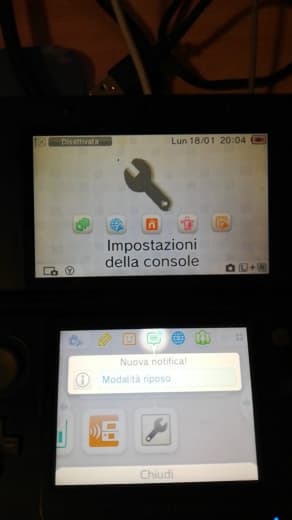 Disattivata
Lun 18/01 20:04
Impostazioni
della console
Y
L + R
Nuova notifica!
Modalità riposo
Chiudi